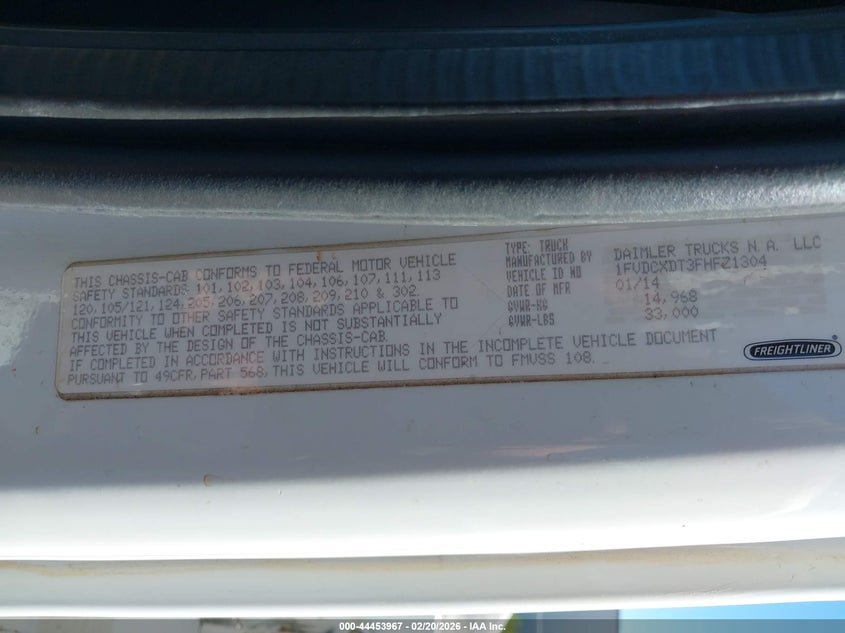 THIS CHASSIS-CAB CONFORMS TO FEDERAL MOTOR VEHICLE
SAFETY STANDARDS 101, 102, 103, 104, 106, 107, 111, 113
120, 105/121, 124, 205, 206, 207, 208, 209, 210 & 302.
CONFORMITY TO OTHER SAFETY STANDARDS APPLICABLE TO
THIS VEHICLE WHEN COMPLETED IS NOT SUBSTANTIALLY
AFFECTED BY THE DESIGN OF THE CHASSIS-CAB.
IF COMPLETED IN ACCORDANCE WITH INSTRUCTIONS IN THE INCOMPLETE VEHICLE DOCUMENT
PURSUANT TO 49CFR, PART 568, THIS VEHICLE WILL CONFORM TO FMVSS 108.
TYPE: TRUCK
MANUFACTURED BY DAIMLER TRUCKS N. A. LLC
VEHICLE ID NO. 1FVDCXDT3FHFZ1304
DATE OF MFR 01/14
GVWR-KG 14,968
GVWR-LBS 33,000
FREIGHTLINER
000-44453967 — 02/20/2026 — IAA Inc.